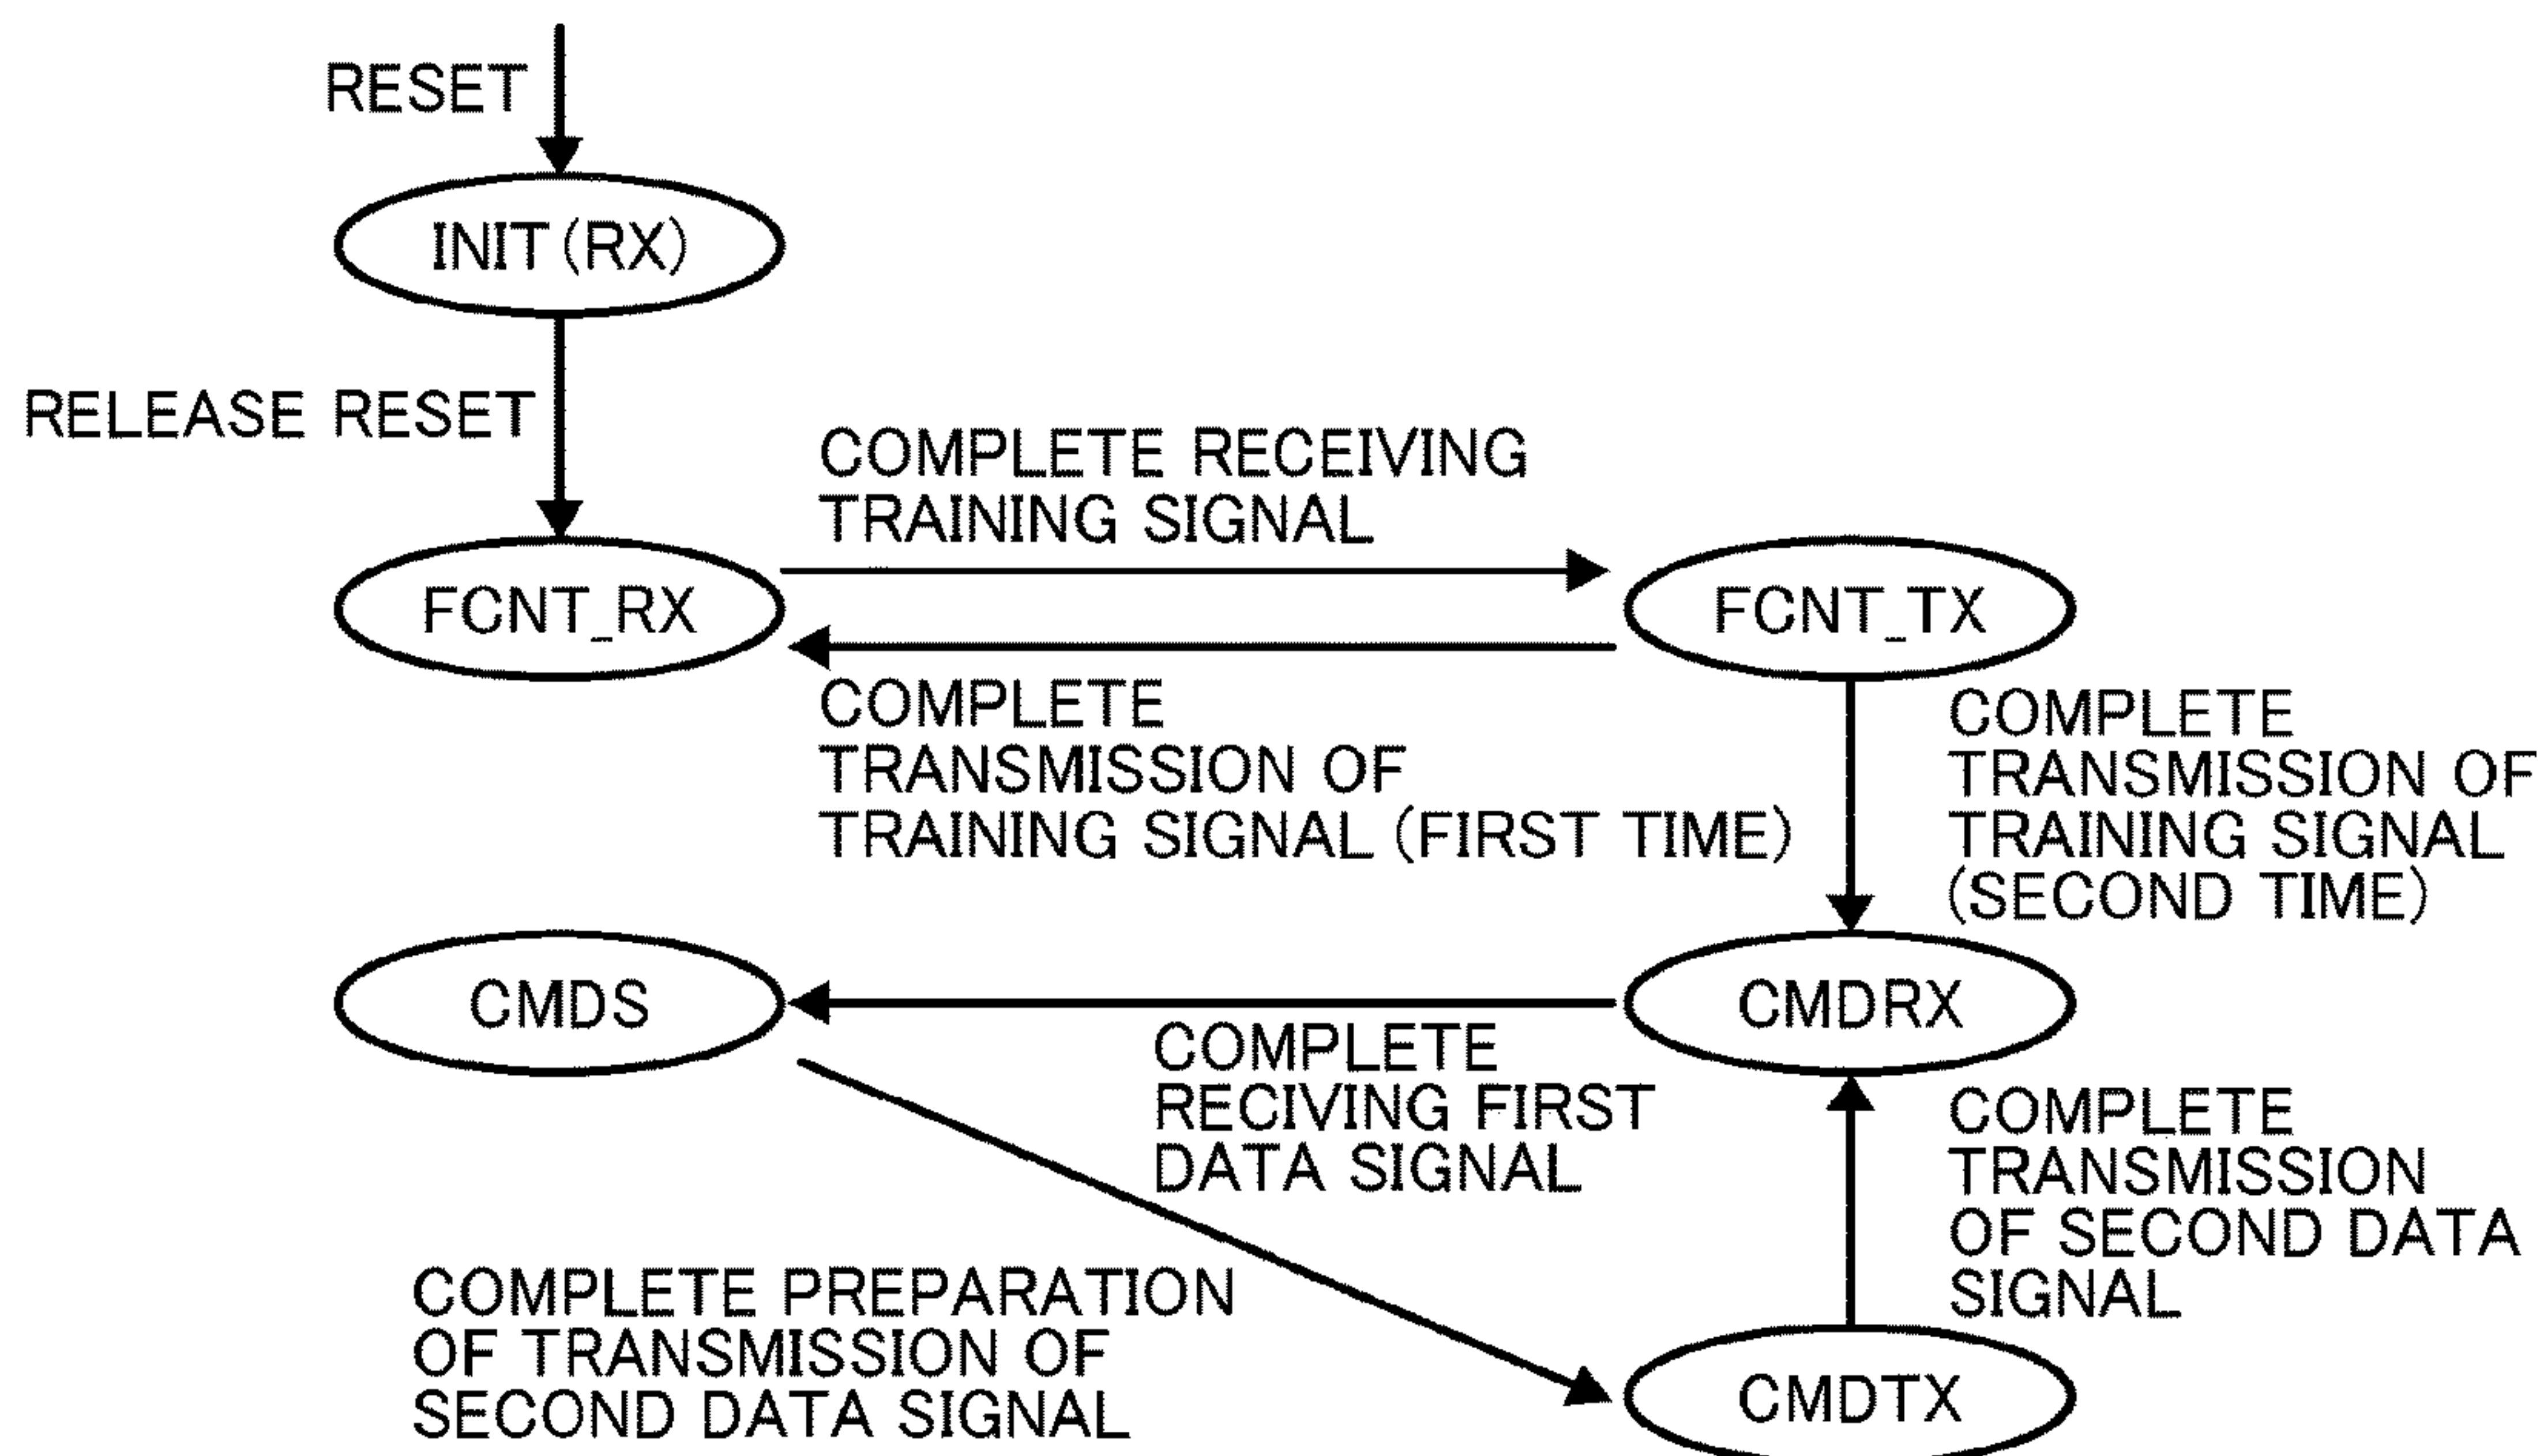 RESET
INIT(RX)
RELEASE RESET
COMPLETE RECEIVING
TRAINING SIGNAL
FCNT_RX
FCNT_TX
COMPLETE
TRANSMISSION OF
TRAINING SIGNAL (FIRST TIME)
COMPLETE
TRANSMISSION OF
TRAINING SIGNAL
(SECOND TIME)
CMDS
CMDRX
COMPLETE
RECIVING FIRST
DATA SIGNAL
COMPLETE
TRANSMISSION
OF SECOND DATA
SIGNAL
COMPLETE PREPARATION
OF TRANSMISSION OF
SECOND DATA SIGNAL
CMDTX